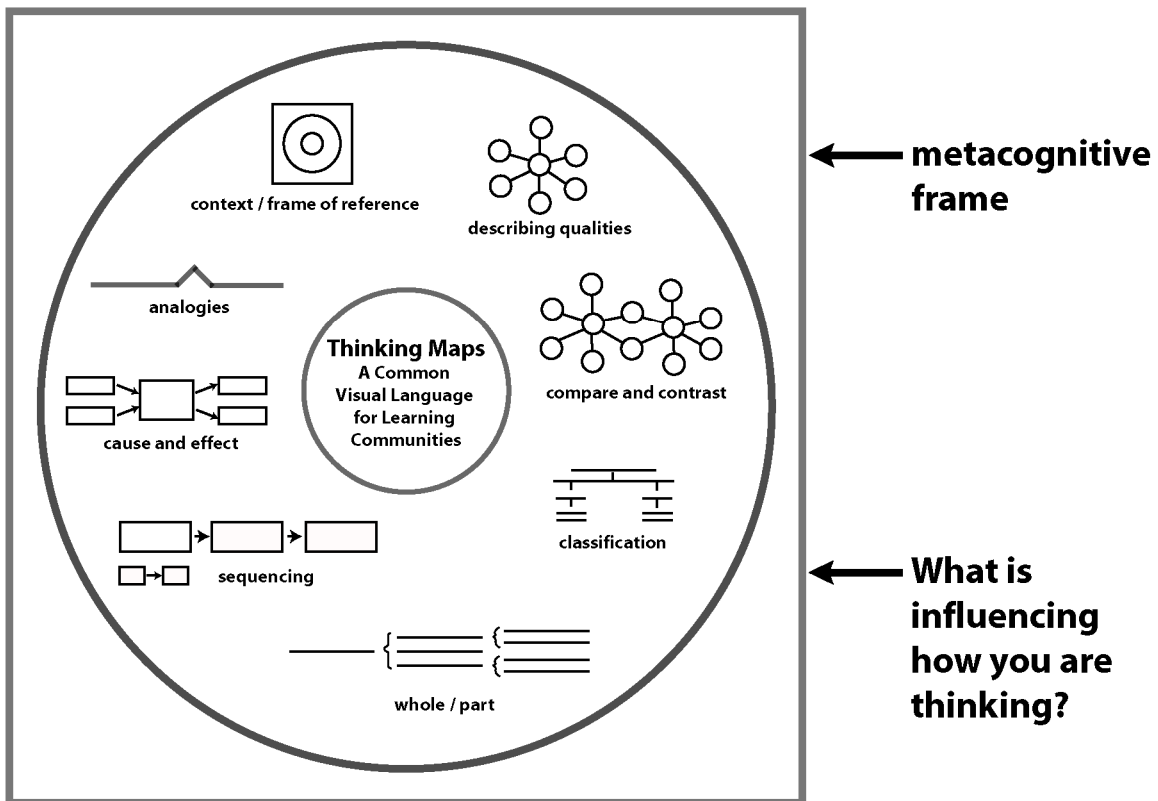 context / frame of reference
describing qualities
analogies
Thinking Maps
A Common
Visual Language
for Learning
Communities
compare and contrast
cause and effect
classification
sequencing
whole / part
metacognitive
frame
What is
influencing
how you are
thinking?